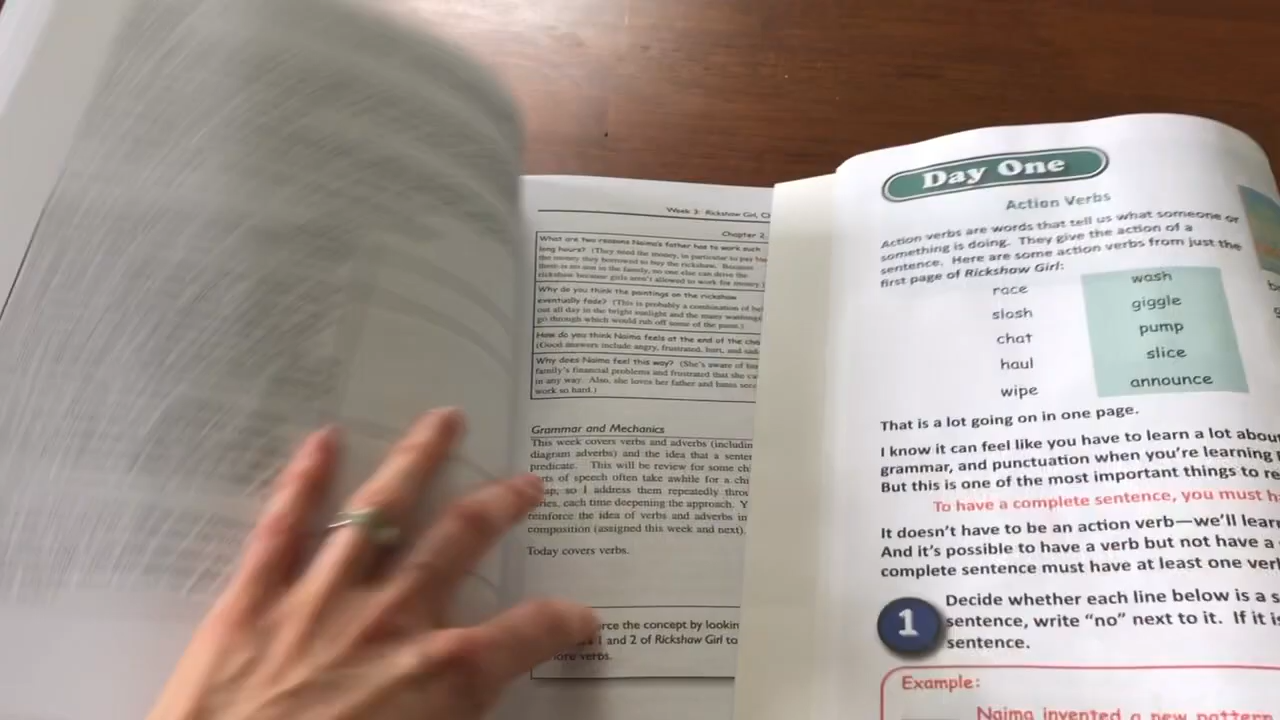 Week 3: Rickshaw Girl, Ch
Chapter 2
What are two reasons Naima's father has to work such
long hours? (They need the money, in particular to pay
the money they borrowed to buy the rickshaw. Because
there is no son in the family, no one else can drive the
rickshaw because girls aren't allowed to work for money.)
Why do you think the paintings on the rickshaw
eventually fade? (This is probably a combination of
out all day in the bright sunlight and the many
go through which would rub off some of the paint.)
How do you think Naima feels at the end of the cha
(Good answers include angry, frustrated, hurt, and sad
Why does Naima feel this way? (She's aware of her
family's financial problems and frustrated that she ca
in any way. Also, she loves her father and hates
work so hard.)
Grammar and Mechanics
This week covers verbs and adverbs (includin
diagram adverbs) and the idea that a senten
predicate. This will be review for some ch
of speech often take awhile for a chi
so I address them repeatedly throu
each time deepening the approach. Y
reinforce the idea of verbs and adverbs in
composition (assigned this week and next).
Today covers verbs.
rce the concept by lookin
1 and 2 of Rickshaw Girl to
more verbs.
Day One
Action Verbs
Action verbs are words that tell us what someone or
something is doing. They give the action of a
sentence. Here are some action verbs from just the
first page of Rickshaw Girl:
race wash
slosh giggle
chat pump
haul slice
wipe announce
That is a lot going on in one page.
I know it can feel like you have to learn a lot abou
grammar, and punctuation when you're learning
But this is one of the most important things to re
To have a complete sentence, you must h
It doesn't have to be an action verb—we'll learn
And it's possible to have a verb but not have a
complete sentence must have at least one verb
1 Decide whether each line below is a s
sentence, write "no" next to it. If it is
sentence.
Example:
Naima invented a new pattern